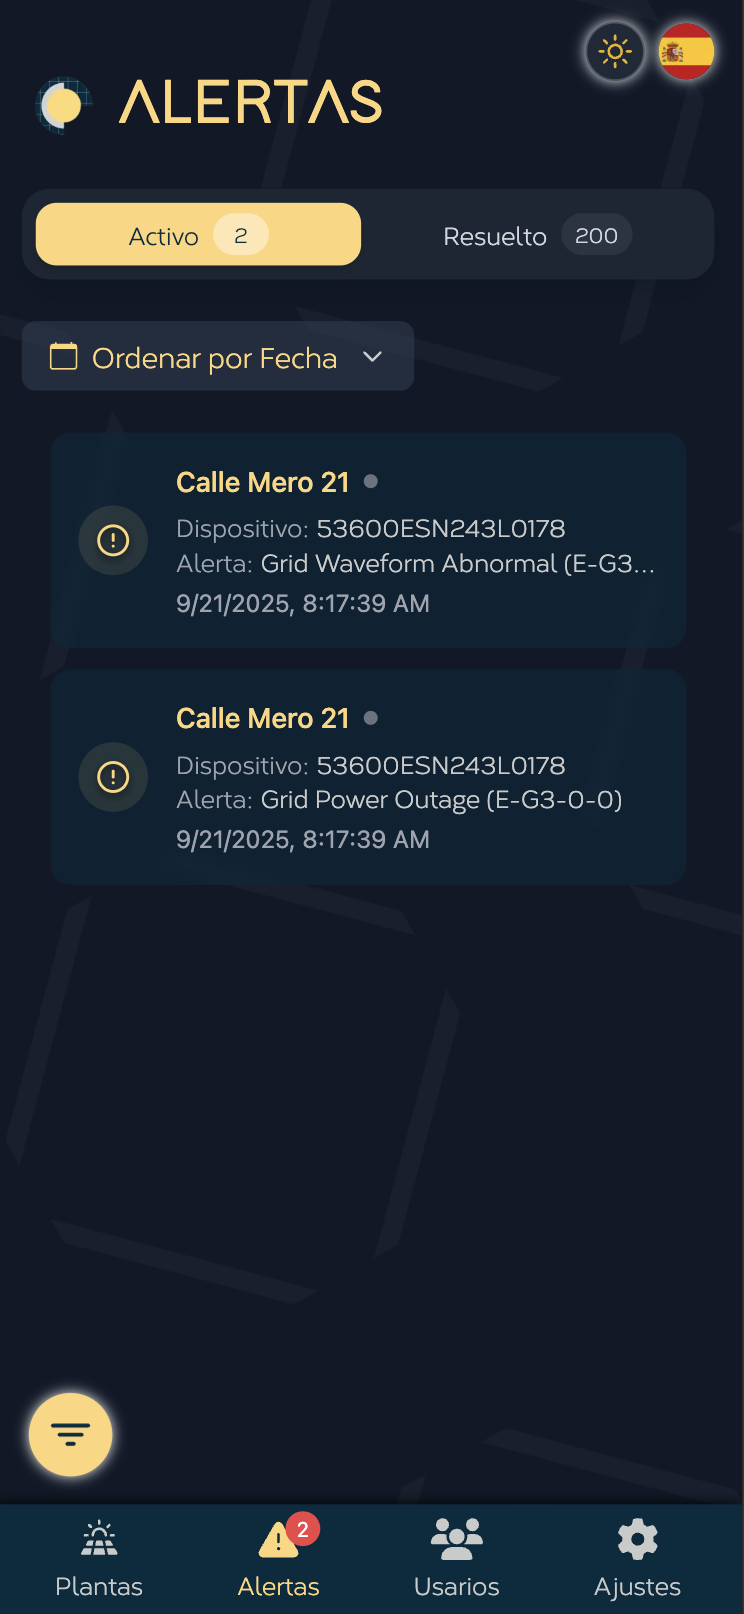 ALERTAS
Activo 2
Resuelto 200
Ordenar por Fecha
Calle Mero 21
Dispositivo: 53600ESN243L0178
Alerta: Grid Waveform Abnormal (E-G3...
9/21/2025, 8:17:39 AM
Calle Mero 21
Dispositivo: 53600ESN243L0178
Alerta: Grid Power Outage (E-G3-0-0)
9/21/2025, 8:17:39 AM
2
Plantas
Alertas
Usarios
Ajustes